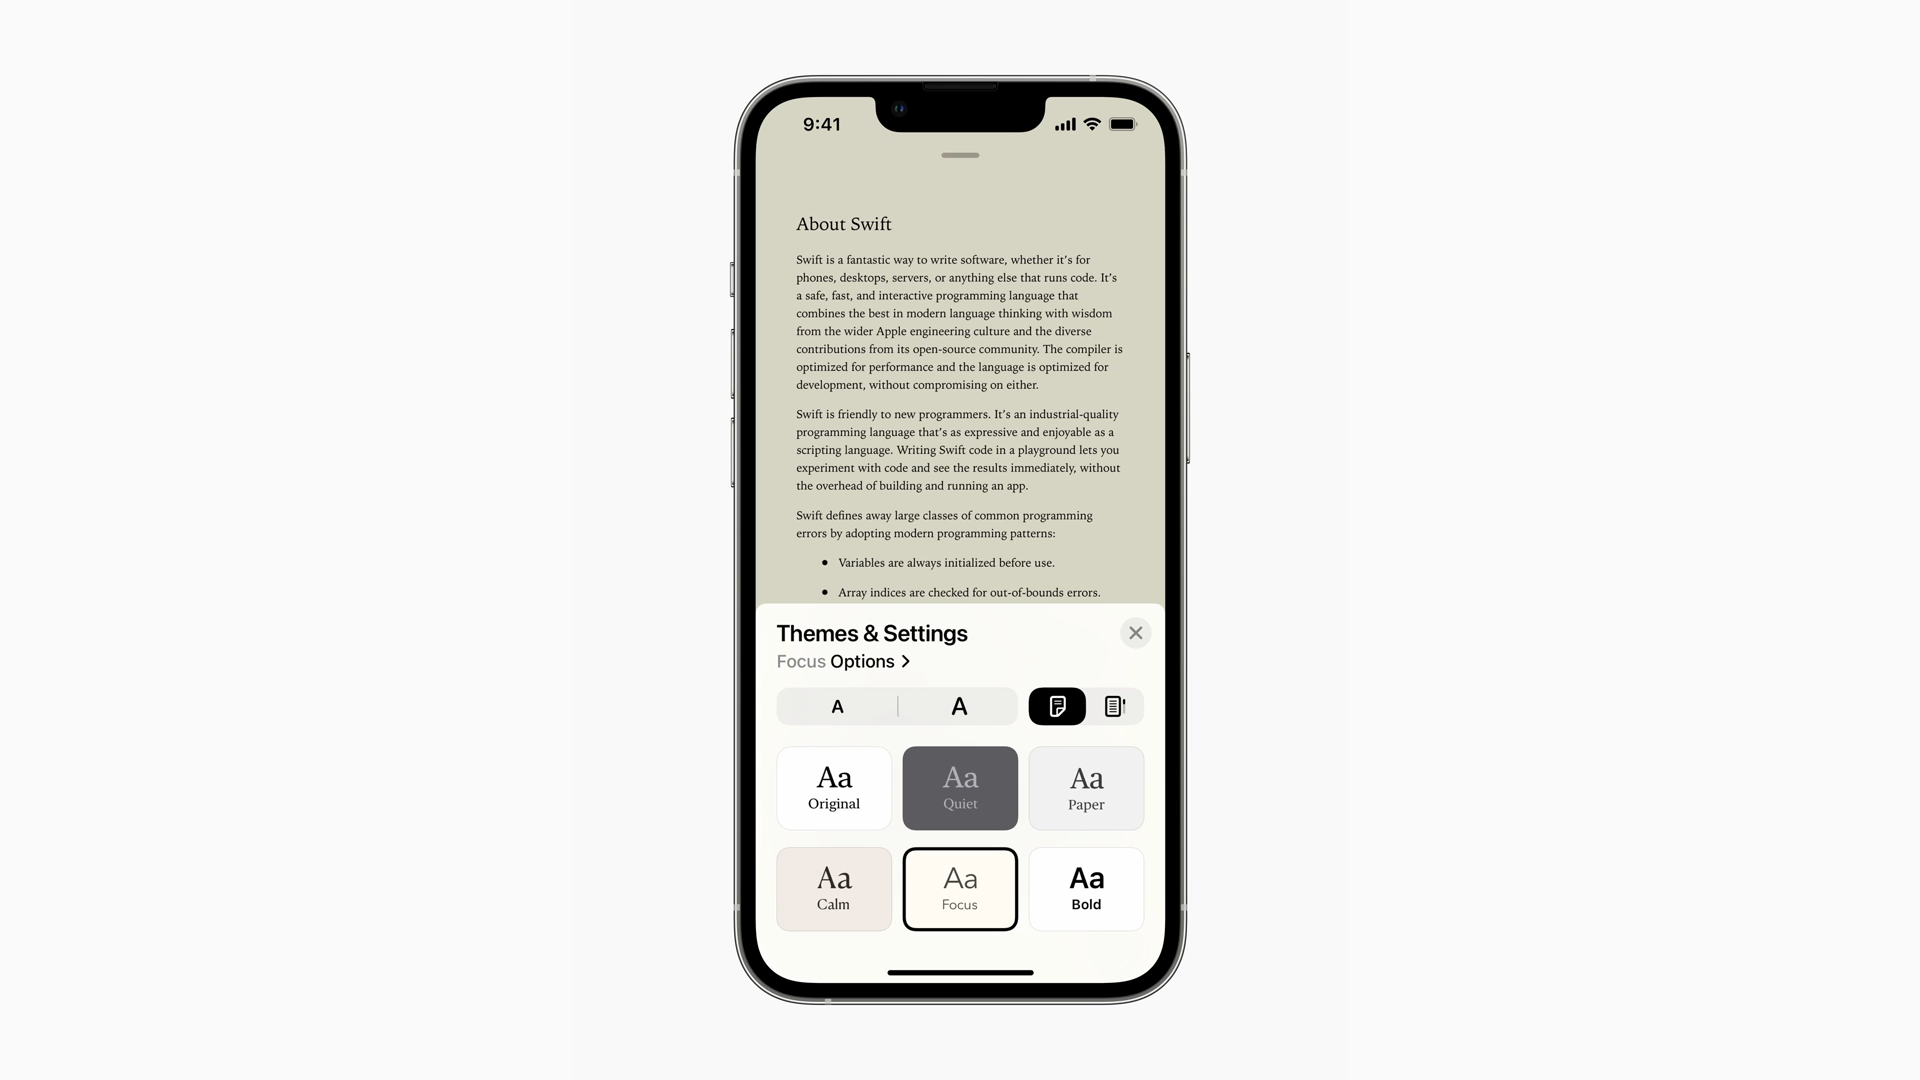 9:41
About Swift
Swift is a fantastic way to write software, whether it’s for
phones, desktops, servers, or anything else that runs code. It’s
a safe, fast, and interactive programming language that
combines the best in modern language thinking with wisdom
from the wider Apple engineering culture and the diverse
contributions from its open-source community. The compiler is
optimized for performance and the language is optimized for
development, without compromising on either.
Swift is friendly to new programmers. It’s an industrial-quality
programming language that’s as expressive and enjoyable as a
scripting language. Writing Swift code in a playground lets you
experiment with code and see the results immediately, without
the overhead of building and running an app.
Swift defines away large classes of common programming
errors by adopting modern programming patterns:
• Variables are always initialized before use.
• Array indices are checked for out-of-bounds errors.
Themes & Settings
Focus Options >
A A
Aa Aa Aa
Original Quiet Paper
Aa Aa Aa
Calm Focus Bold